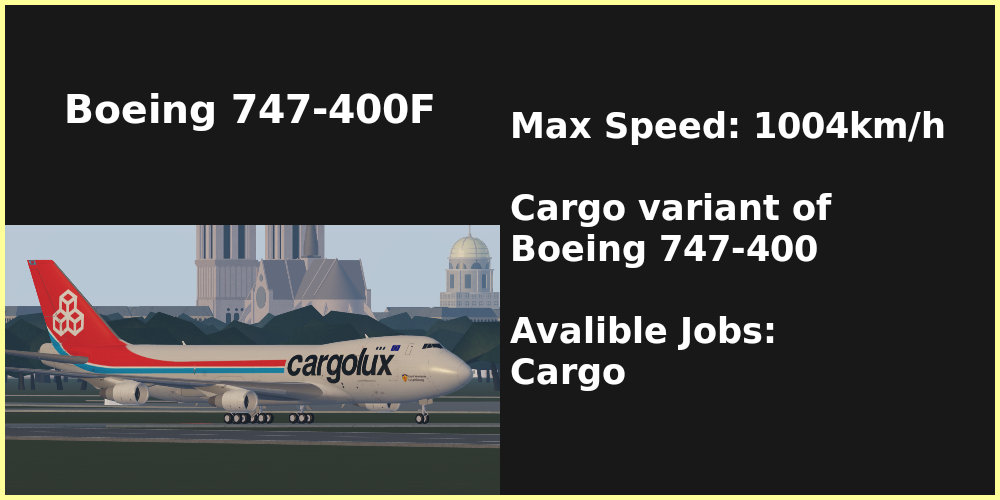 Boeing 747-400F
Max Speed: 1004km/h
Cargo variant of
Boeing 747-400
Avalible Jobs:
Cargo
cargolux